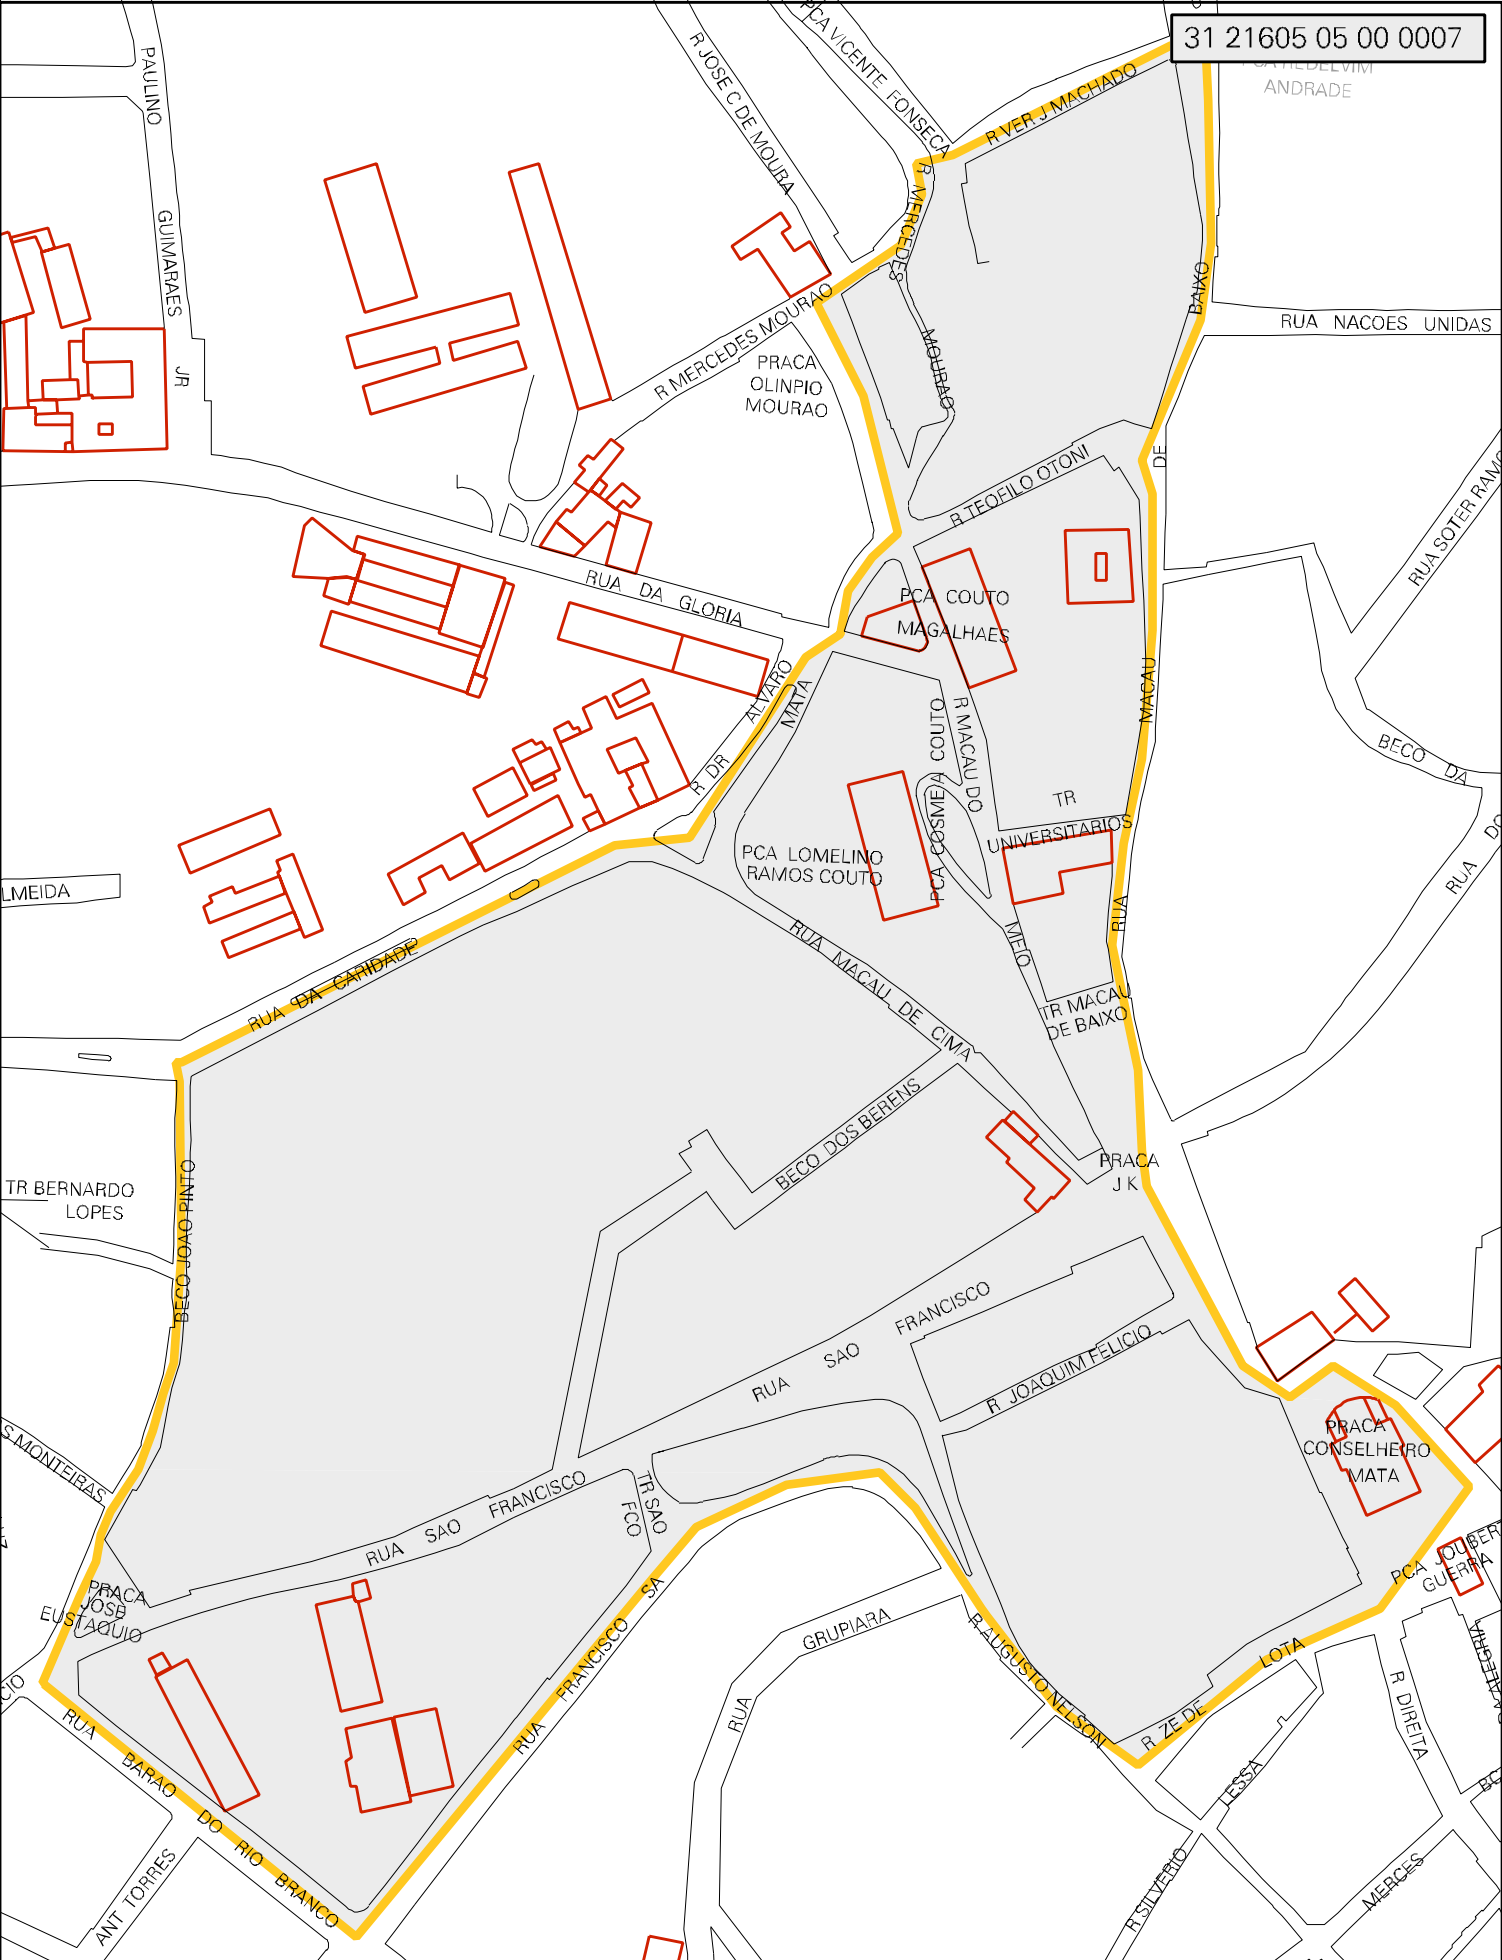 31 21605 05 00 0007
ANDRADE
PCA VICENTE FONSECA
R JOSE C DE MOURA
R VER J MACHADO
PAULINO
GUIMARAES
JR
R MERCEDES
MOURAO
BAIXO
DE
MACAU
RUA
RUA NACOES UNIDAS
R MERCEDES MOURAO
PRACA
OLINPIO
MOURAO
R TEOFILO OTONI
RUA DA GLORIA
PCA COUTO
MAGALHAES
R DR
ALVARO
MATA
R MACAU DO
MEIO
PCA COSME A COUTO
TR
UNIVERSITARIOS
PCA LOMELINO
RAMOS COUTO
BECO DA
RUA
DO
LMEIDA
RUA DA CARIDADE
RUA MACAU DE CIMA
TR MACAU
DE BAIXO
BECO DOS BERENS
PRACA
J K
TR BERNARDO
LOPES
BECO JOAO PINTO
RUA SAO FRANCISCO
R JOAQUIM FELICIO
PRACA
CONSELHEIRO
MATA
S MONTEIRAS
RUA SAO FRANCISCO
TR SAO
FCO
PCA JOUBER
GUERRA
PRACA
JOSE
EUSTAQUIO
CIO
RUA FRANCISCO SA
RUA
GRUPIARA
R AUGUSTO NELSON
R ZE DE
LOTA
R DIREITA
RUA BARAO DO RIO BRANCO
ANT TORRES
LESSA
R SILVERIO
MERCES